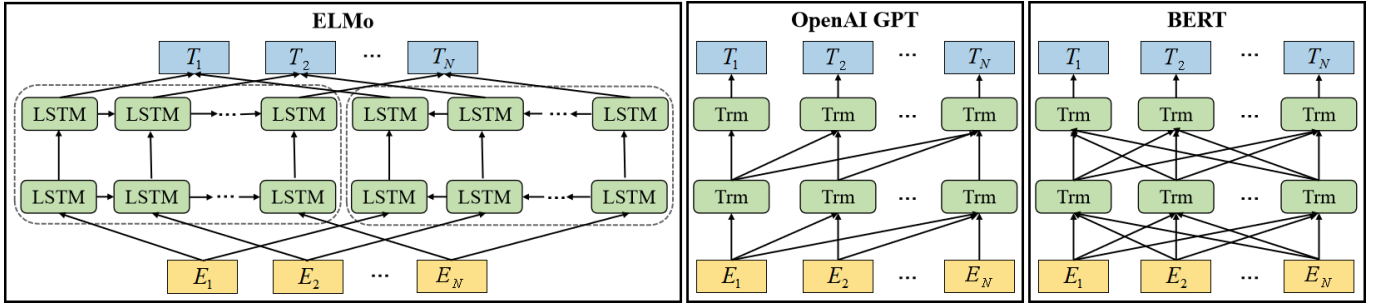 ELMo
T1 T2 ... TN
LSTM LSTM ... LSTM LSTM LSTM ... LSTM
LSTM LSTM ... LSTM LSTM LSTM ... LSTM
E1 E2 ... EN
OpenAI GPT
T1 T2 ... TN
Trm Trm ... Trm
Trm Trm ... Trm
E1 E2 ... EN
BERT
T1 T2 ... TN
Trm Trm ... Trm
Trm Trm ... Trm
E1 E2 ... EN